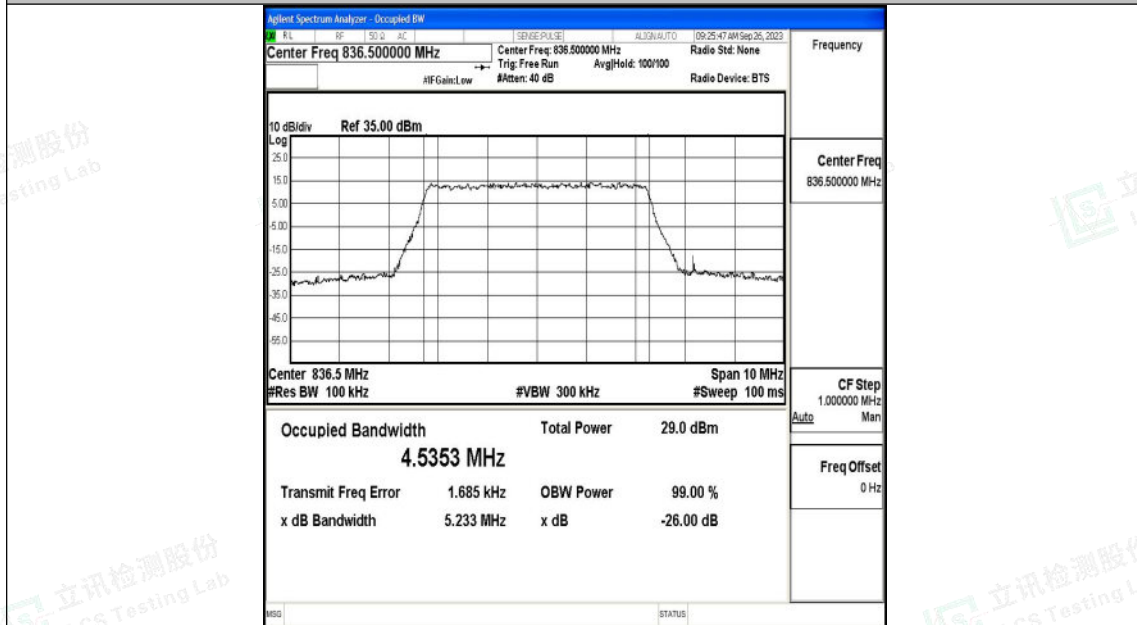 Agilent Spectrum Analyzer - Occupied BW
RL RF 50 Ω AC SENSE:PULSE ALIGNAUTO 09:25:47 AM Sep 26, 2023
Center Freq 836.500000 MHz
Center Freq: 836.500000 MHz
Radio Std: None
Trig: Free Run Avg|Hold: 100/100
#IFGain:Low #Atten: 40 dB Radio Device: BTS
Frequency
10 dB/div Ref 35.00 dBm
Log
25.0
15.0
5.00
-5.00
-15.0
-25.0
-35.0
-45.0
-55.0
Center 836.5 MHz Span 10 MHz
#Res BW 100 kHz #VBW 300 kHz #Sweep 100 ms
Center Freq
836.500000 MHz
CF Step
1.000000 MHz
Auto Man
Freq Offset
0 Hz
Occupied Bandwidth Total Power 29.0 dBm
4.5353 MHz
Transmit Freq Error 1.685 kHz OBW Power 99.00 %
x dB Bandwidth 5.233 MHz x dB -26.00 dB
MSG STATUS
立讯检测股份
LCS Testing Lab